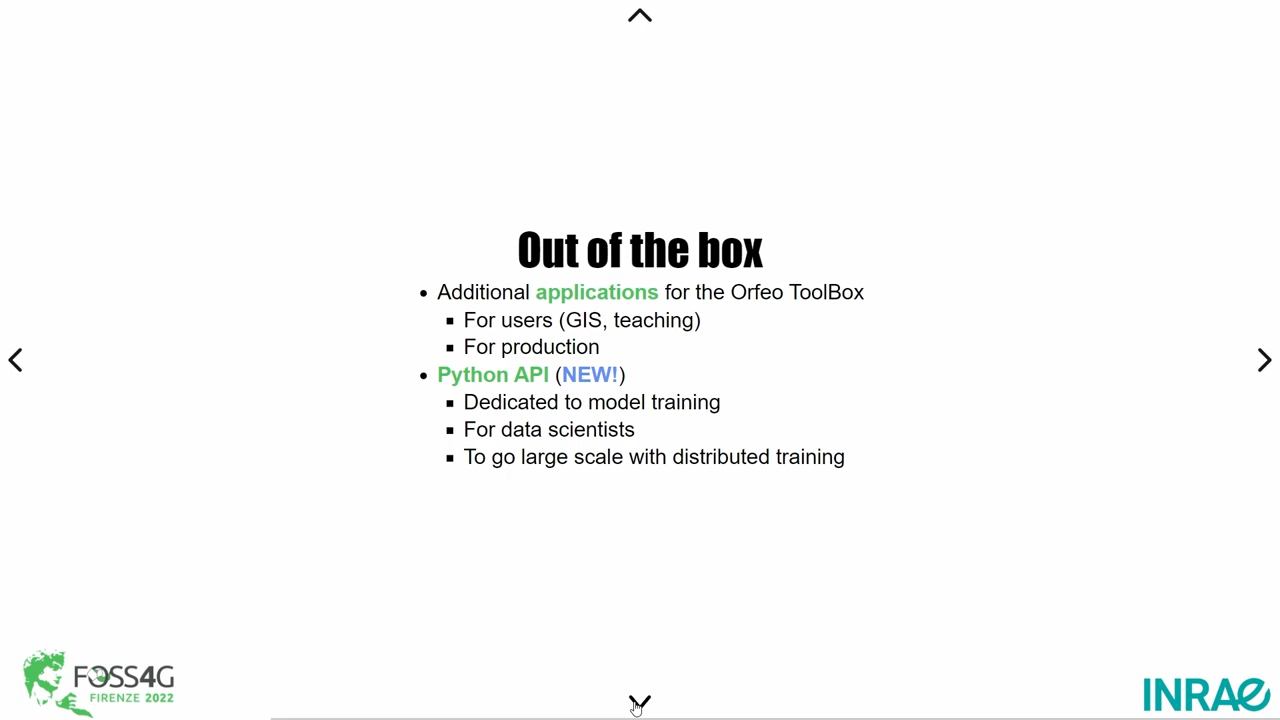 Out of the box
Additional applications for the Orfeo ToolBox
For users (GIS, teaching)
For production
Python API (NEW!)
Dedicated to model training
For data scientists
To go large scale with distributed training
FOSS4G
FIRENZE 2022
INRAE